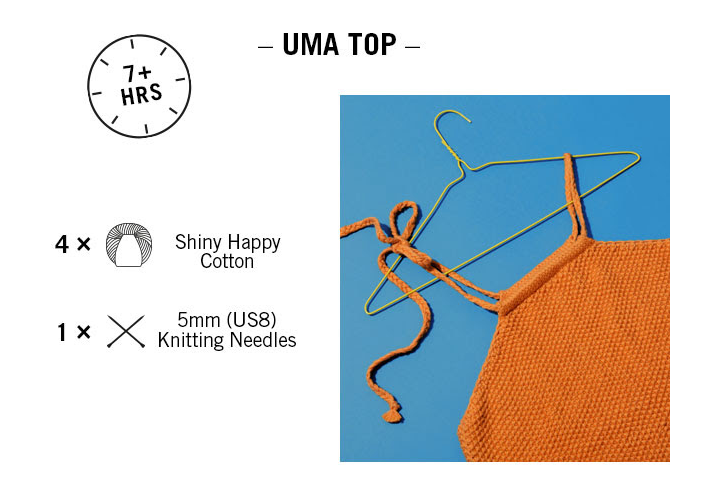 – UMA TOP –
7+
HRS
4 ×
Shiny Happy
Cotton
1 ×
5mm (US8)
Knitting Needles